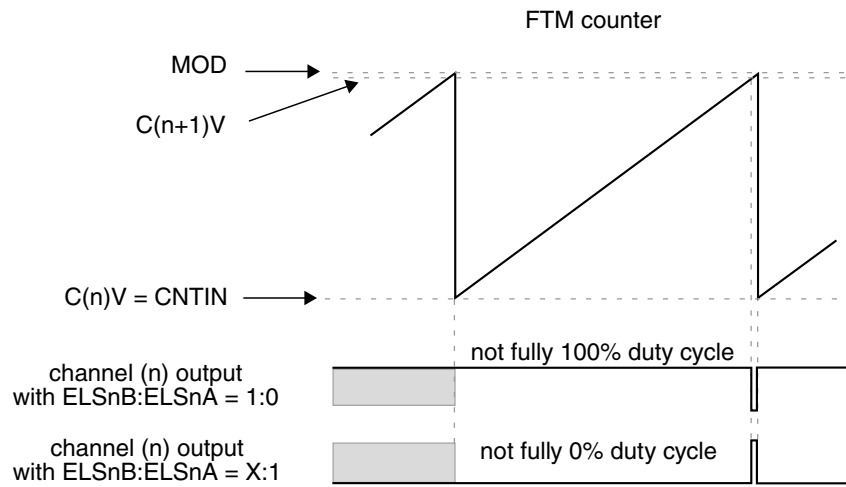 FTM counter
MOD
C(n+1)V
C(n)V = CNTIN
not fully 100% duty cycle
channel (n) output
with ELSnB:ELSnA = 1:0
channel (n) output
with ELSnB:ELSnA = X:1
not fully 0% duty cycle